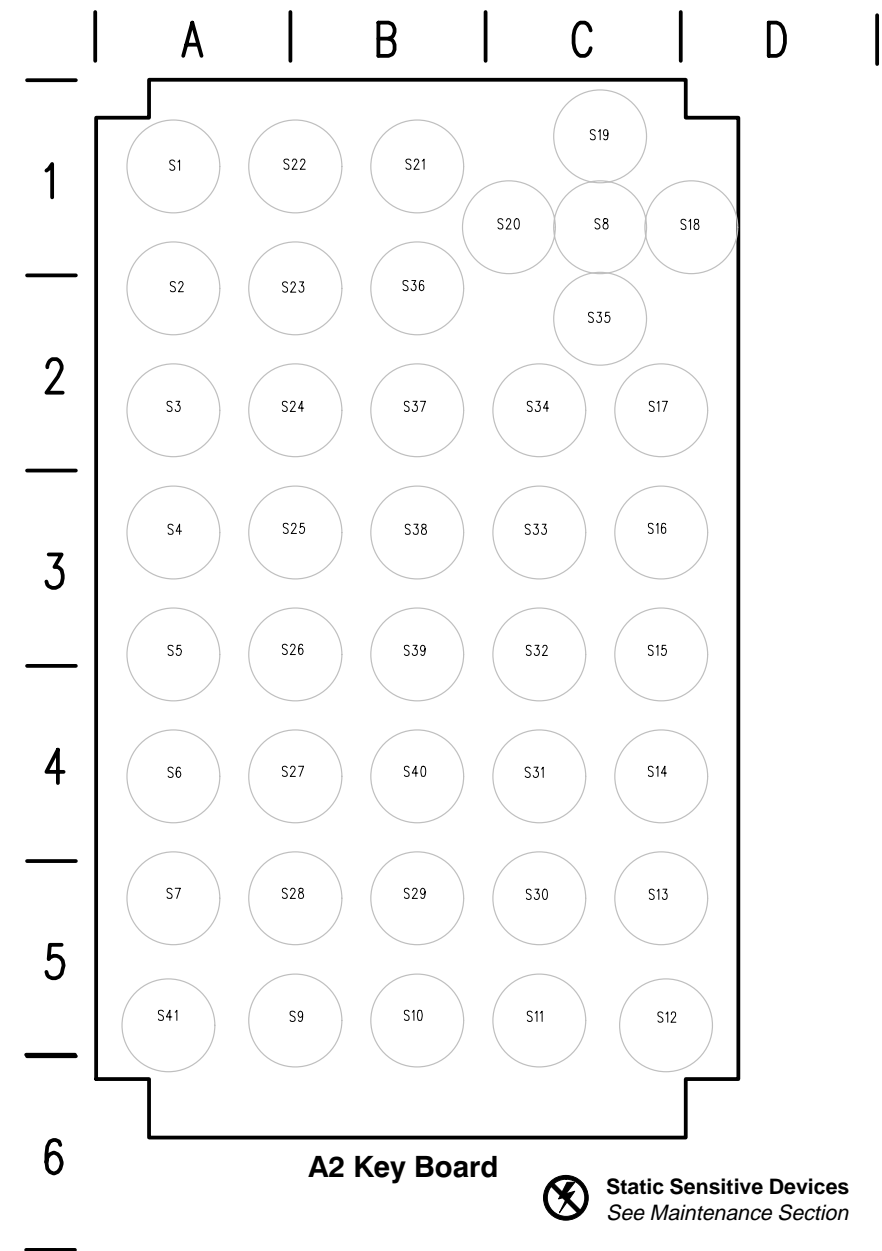 A B C D
1
S19
S1 S22 S21
S20 S8 S18
S2 S23 S36
S35
2
S3 S24 S37 S34 S17
S4 S25 S38 S33 S16
3
S5 S26 S39 S32 S15
4
S6 S27 S40 S31 S14
S7 S28 S29 S30 S13
5
S41 S9 S10 S11 S12
6
A2 Key Board
Static Sensitive Devices
See Maintenance Section